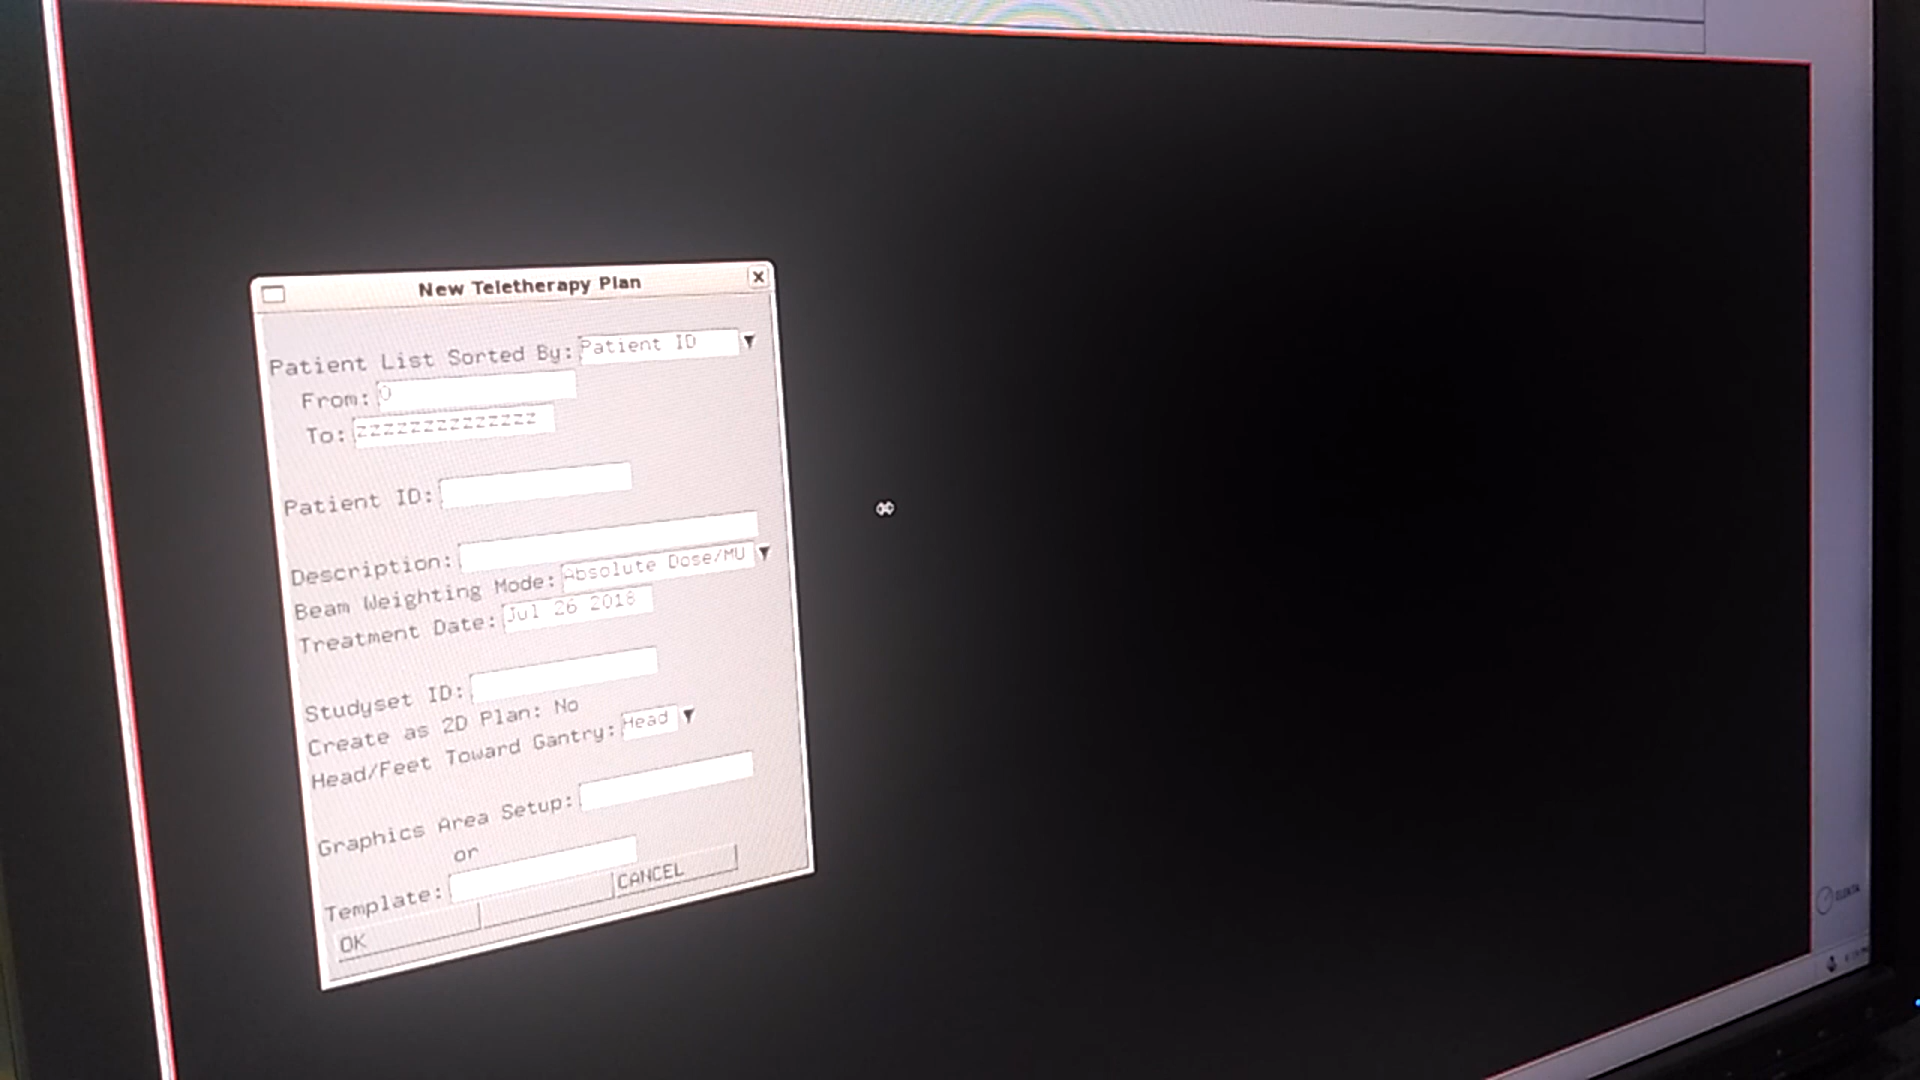 New Teletherapy Plan
Patient List Sorted By: Patient ID
From: 0
To: zzzzzzzzzzzzzzz
Patient ID:
Description:
Beam Weighting Mode: Absolute Dose/MU
Treatment Date: Jul 26 2018
Studyset ID:
Create as 2D Plan: No
Head/Feet Toward Gantry: Head
Graphics Area Setup:
or
Template:
OK CANCEL
ELEKTA